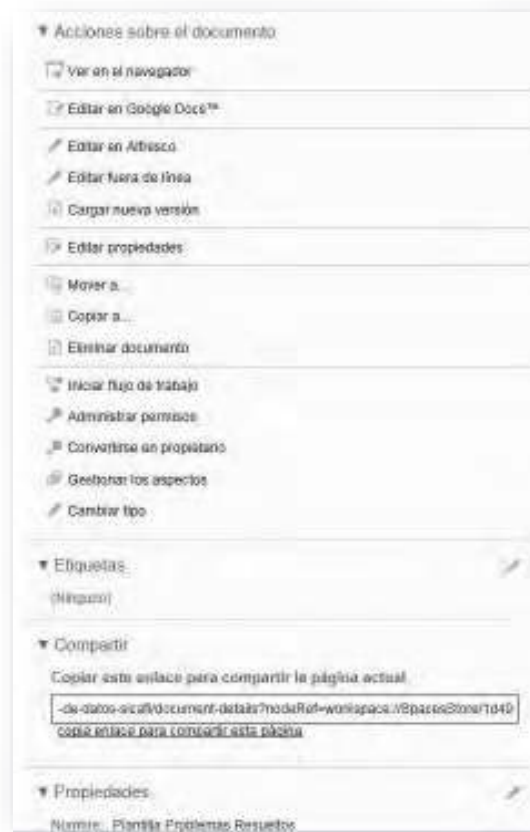 Acciones sobre el documento
Ver en el navegador
Editar en Google Docs™
Editar en Alfresco
Editar fuera de línea
Cargar nueva versión
Editar propiedades
Mover a...
Copiar a...
Eliminar documento
Iniciar flujo de trabajo
Administrar permisos
Convertirse en propietario
Gestionar los aspectos
Cambiar tipo
Etiquetas
(Ninguno)
Compartir
Copiar este enlace para compartir la página actual
-de-datos-sicafi/document-details?nodeRef=workspace://SpacesStore/1d49
copie enlace para compartir esta página
Propiedades
Nombre: Plantilla Problemas Resueltos